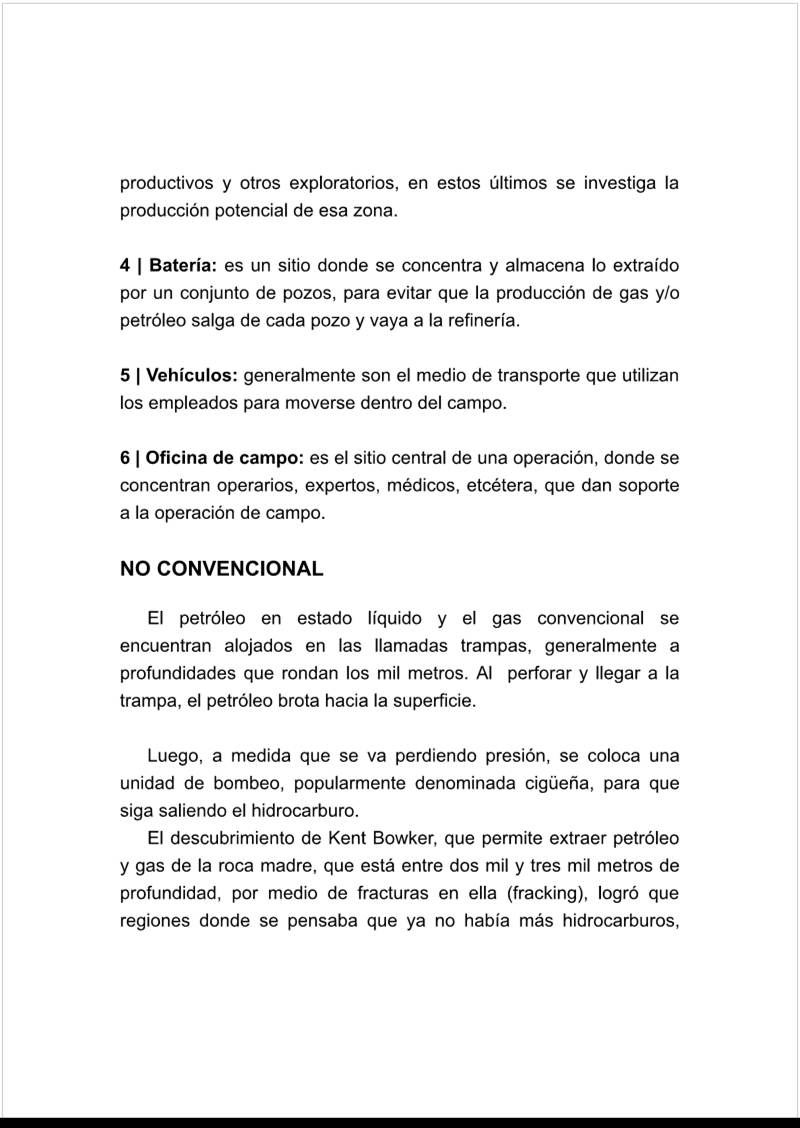 productivos y otros exploratorios, en estos últimos se investiga la
producción potencial de esa zona.
4 | Batería: es un sitio donde se concentra y almacena lo extraído
por un conjunto de pozos, para evitar que la producción de gas y/o
petróleo salga de cada pozo y vaya a la refinería.
5 | Vehículos: generalmente son el medio de transporte que utilizan
los empleados para moverse dentro del campo.
6 | Oficina de campo: es el sitio central de una operación, donde se
concentran operarios, expertos, médicos, etcétera, que dan soporte
a la operación de campo.
NO CONVENCIONAL
El petróleo en estado líquido y el gas convencional se
encuentran alojados en las llamadas trampas, generalmente a
profundidades que rondan los mil metros. Al perforar y llegar a la
trampa, el petróleo brota hacia la superficie.
Luego, a medida que se va perdiendo presión, se coloca una
unidad de bombeo, popularmente denominada cigüeña, para que
siga saliendo el hidrocarburo.
El descubrimiento de Kent Bowker, que permite extraer petróleo
y gas de la roca madre, que está entre dos mil y tres mil metros de
profundidad, por medio de fracturas en ella (fracking), logró que
regiones donde se pensaba que ya no había más hidrocarburos,